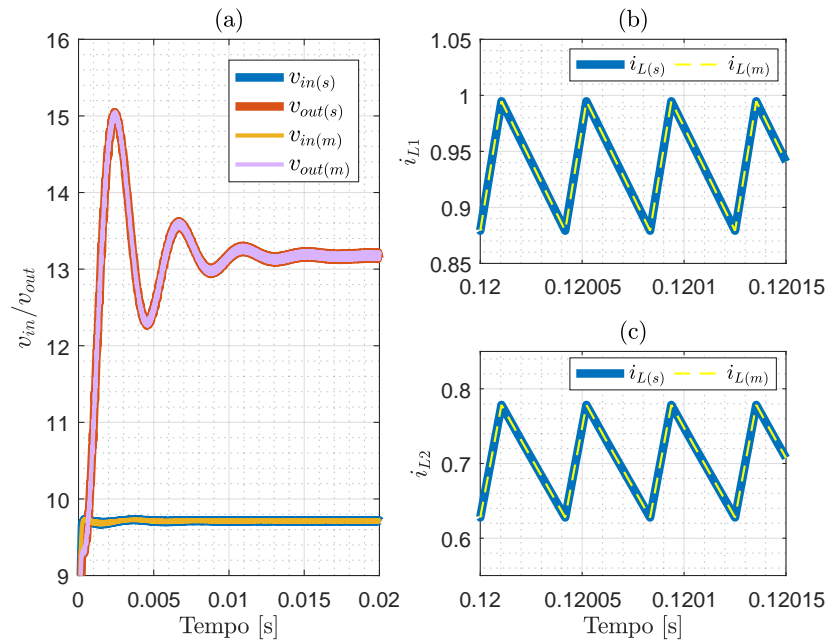 (a)
16
15
14
13
12
11
10
9
v_in/v_out
v_in(s)
v_out(s)
v_in(m)
v_out(m)
0 0.005 0.01 0.015 0.02
Tempo [s]
(b)
1.05
1
0.95
0.9
0.85
i_L1
i_L(s) i_L(m)
0.12 0.12005 0.1201 0.12015
(c)
0.8
0.7
0.6
i_L2
i_L(s) i_L(m)
0.12 0.12005 0.1201 0.12015
Tempo [s]